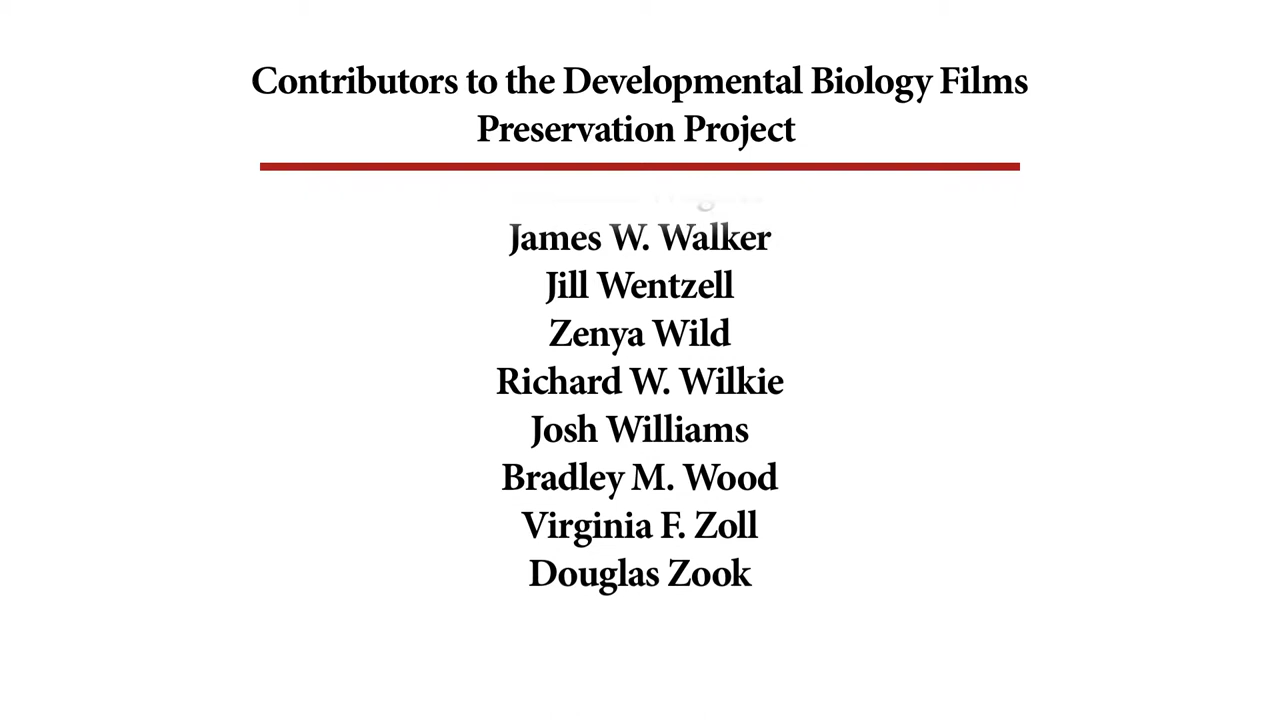 Contributors to the Developmental Biology Films
Preservation Project
James W. Walker
Jill Wentzell
Zenya Wild
Richard W. Wilkie
Josh Williams
Bradley M. Wood
Virginia F. Zoll
Douglas Zook